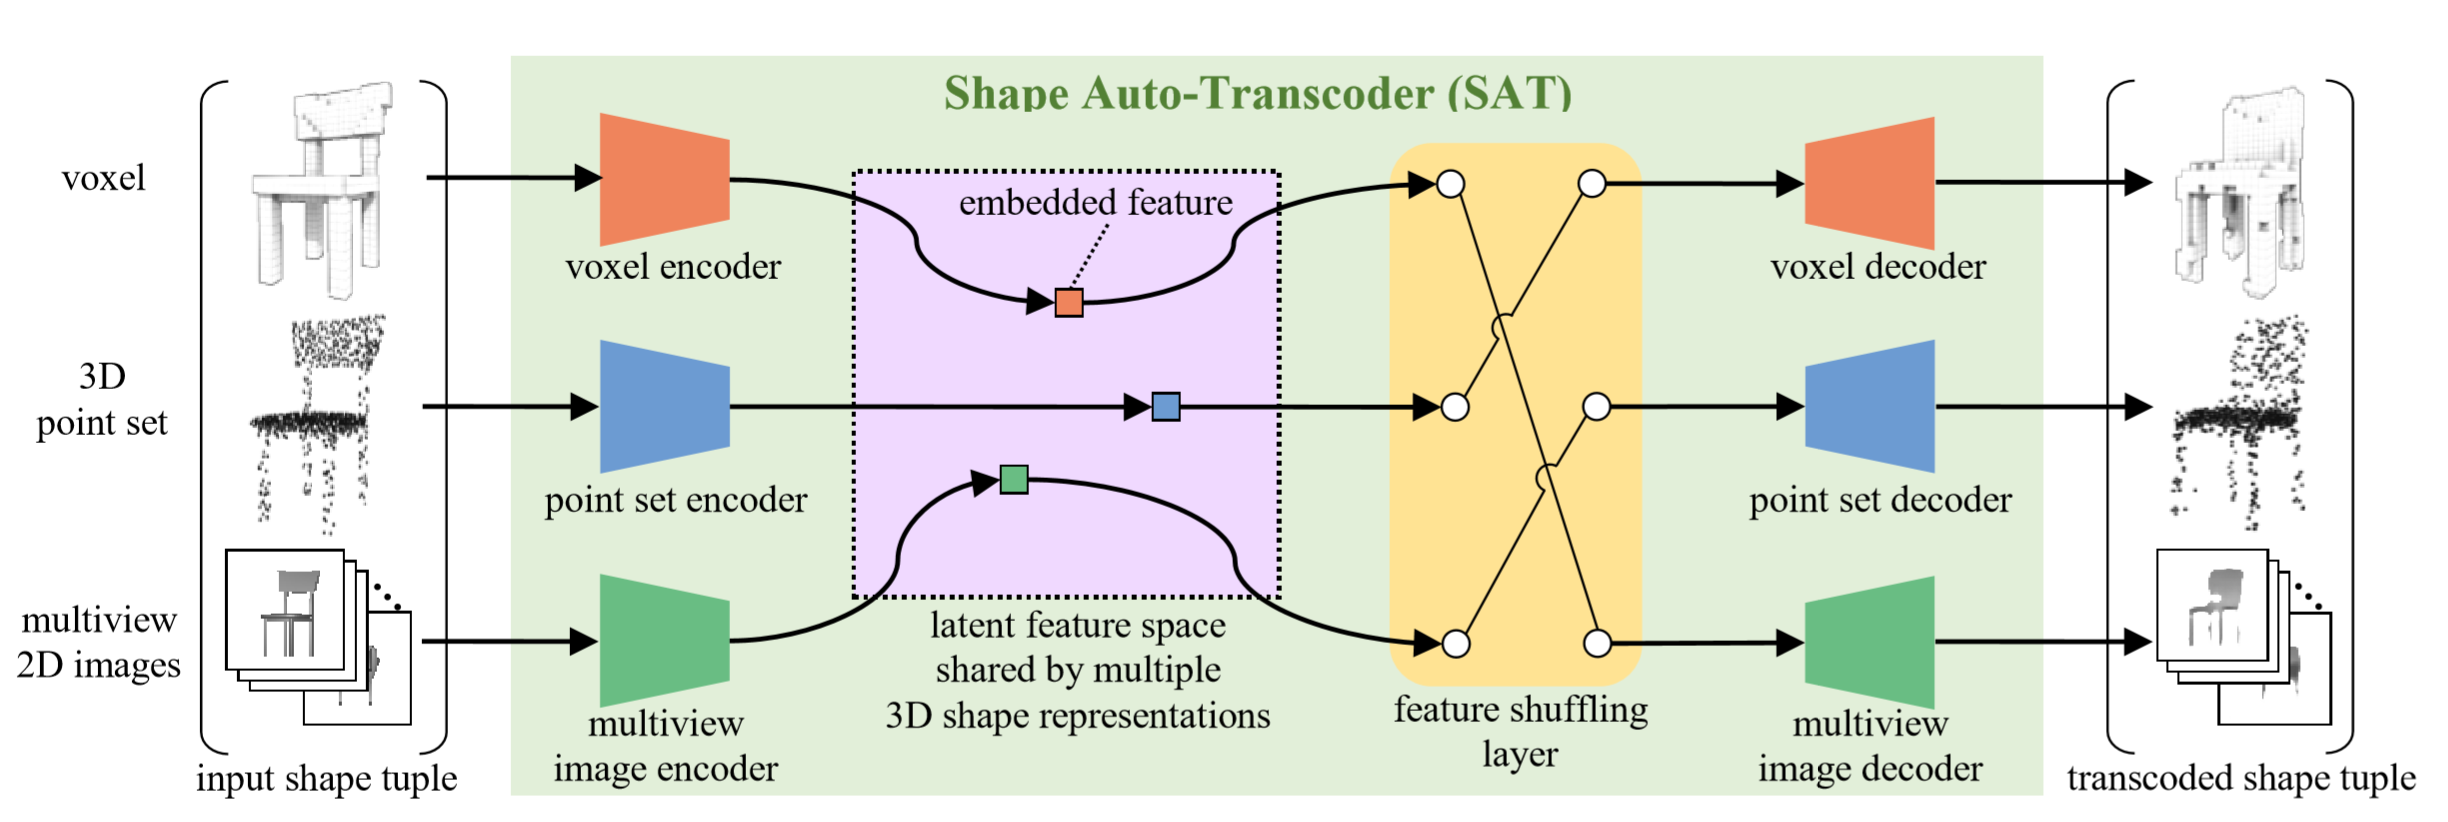 Shape Auto-Transcoder (SAT)
voxel
3D
point set
multiview
2D images
input shape tuple
voxel encoder
point set encoder
multiview
image encoder
embedded feature
latent feature space
shared by multiple
3D shape representations
feature shuffling
layer
voxel decoder
point set decoder
multiview
image decoder
transcoded shape tuple